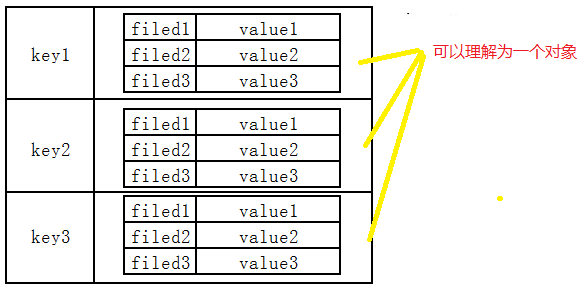 filed1 value1
key1 filed2 value2 可以理解为一个对象
filed3 value3
filed1 value1
key2 filed2 value2
filed3 value3
filed1 value1
key3 filed2 value2
filed3 value3